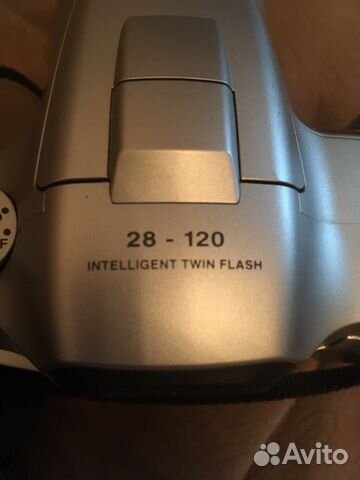 28 - 120
INTELLIGENT TWIN FLASH
F
Avito